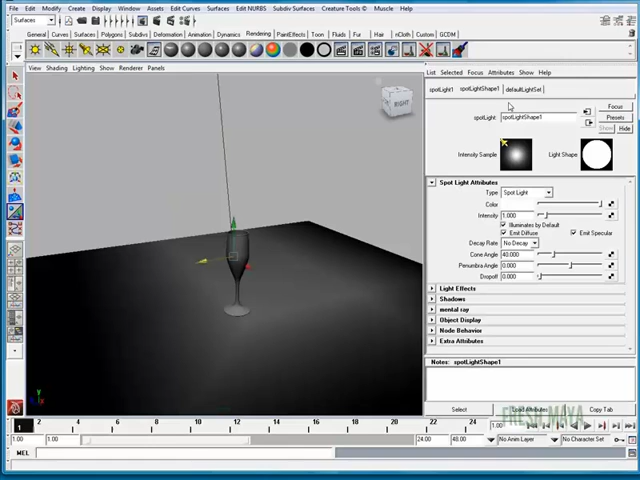 File Edit Modify Create Display Window Assets Edit Curves Surfaces Edit NURBS Subdiv Surfaces Creature Tools Muscle Help
Surfaces
General Curves Surfaces Polygons Subdivs Deformation Animation Dynamics Rendering PaintEffects Toon Fluids Fur Hair nCloth Custom GCDM
View Shading Lighting Show Renderer Panels
List Selected Focus Attributes Show Help
spotLight1 spotLightShape1 defaultLightSet
spotLight: spotLightShape1
Focus
Presets
Show Hide
Intensity Sample Light Shape
Spot Light Attributes
Type Spot Light
Color
Intensity 1.000
Illuminates by Default
Emit Diffuse Emit Specular
Decay Rate No Decay
Cone Angle 40.000
Penumbra Angle 0.000
Dropoff 0.000
Light Effects
Shadows
mental ray
Object Display
Node Behavior
Extra Attributes
Notes: spotLightShape1
Select Load Attributes Copy Tab
FRESH MAYA
RIGHT
1 2 4 6 8 10 12 14 16 18 20 22 24 1.00
1.00 1.00 24.00 48.00 No Anim Layer No Character Set
MEL